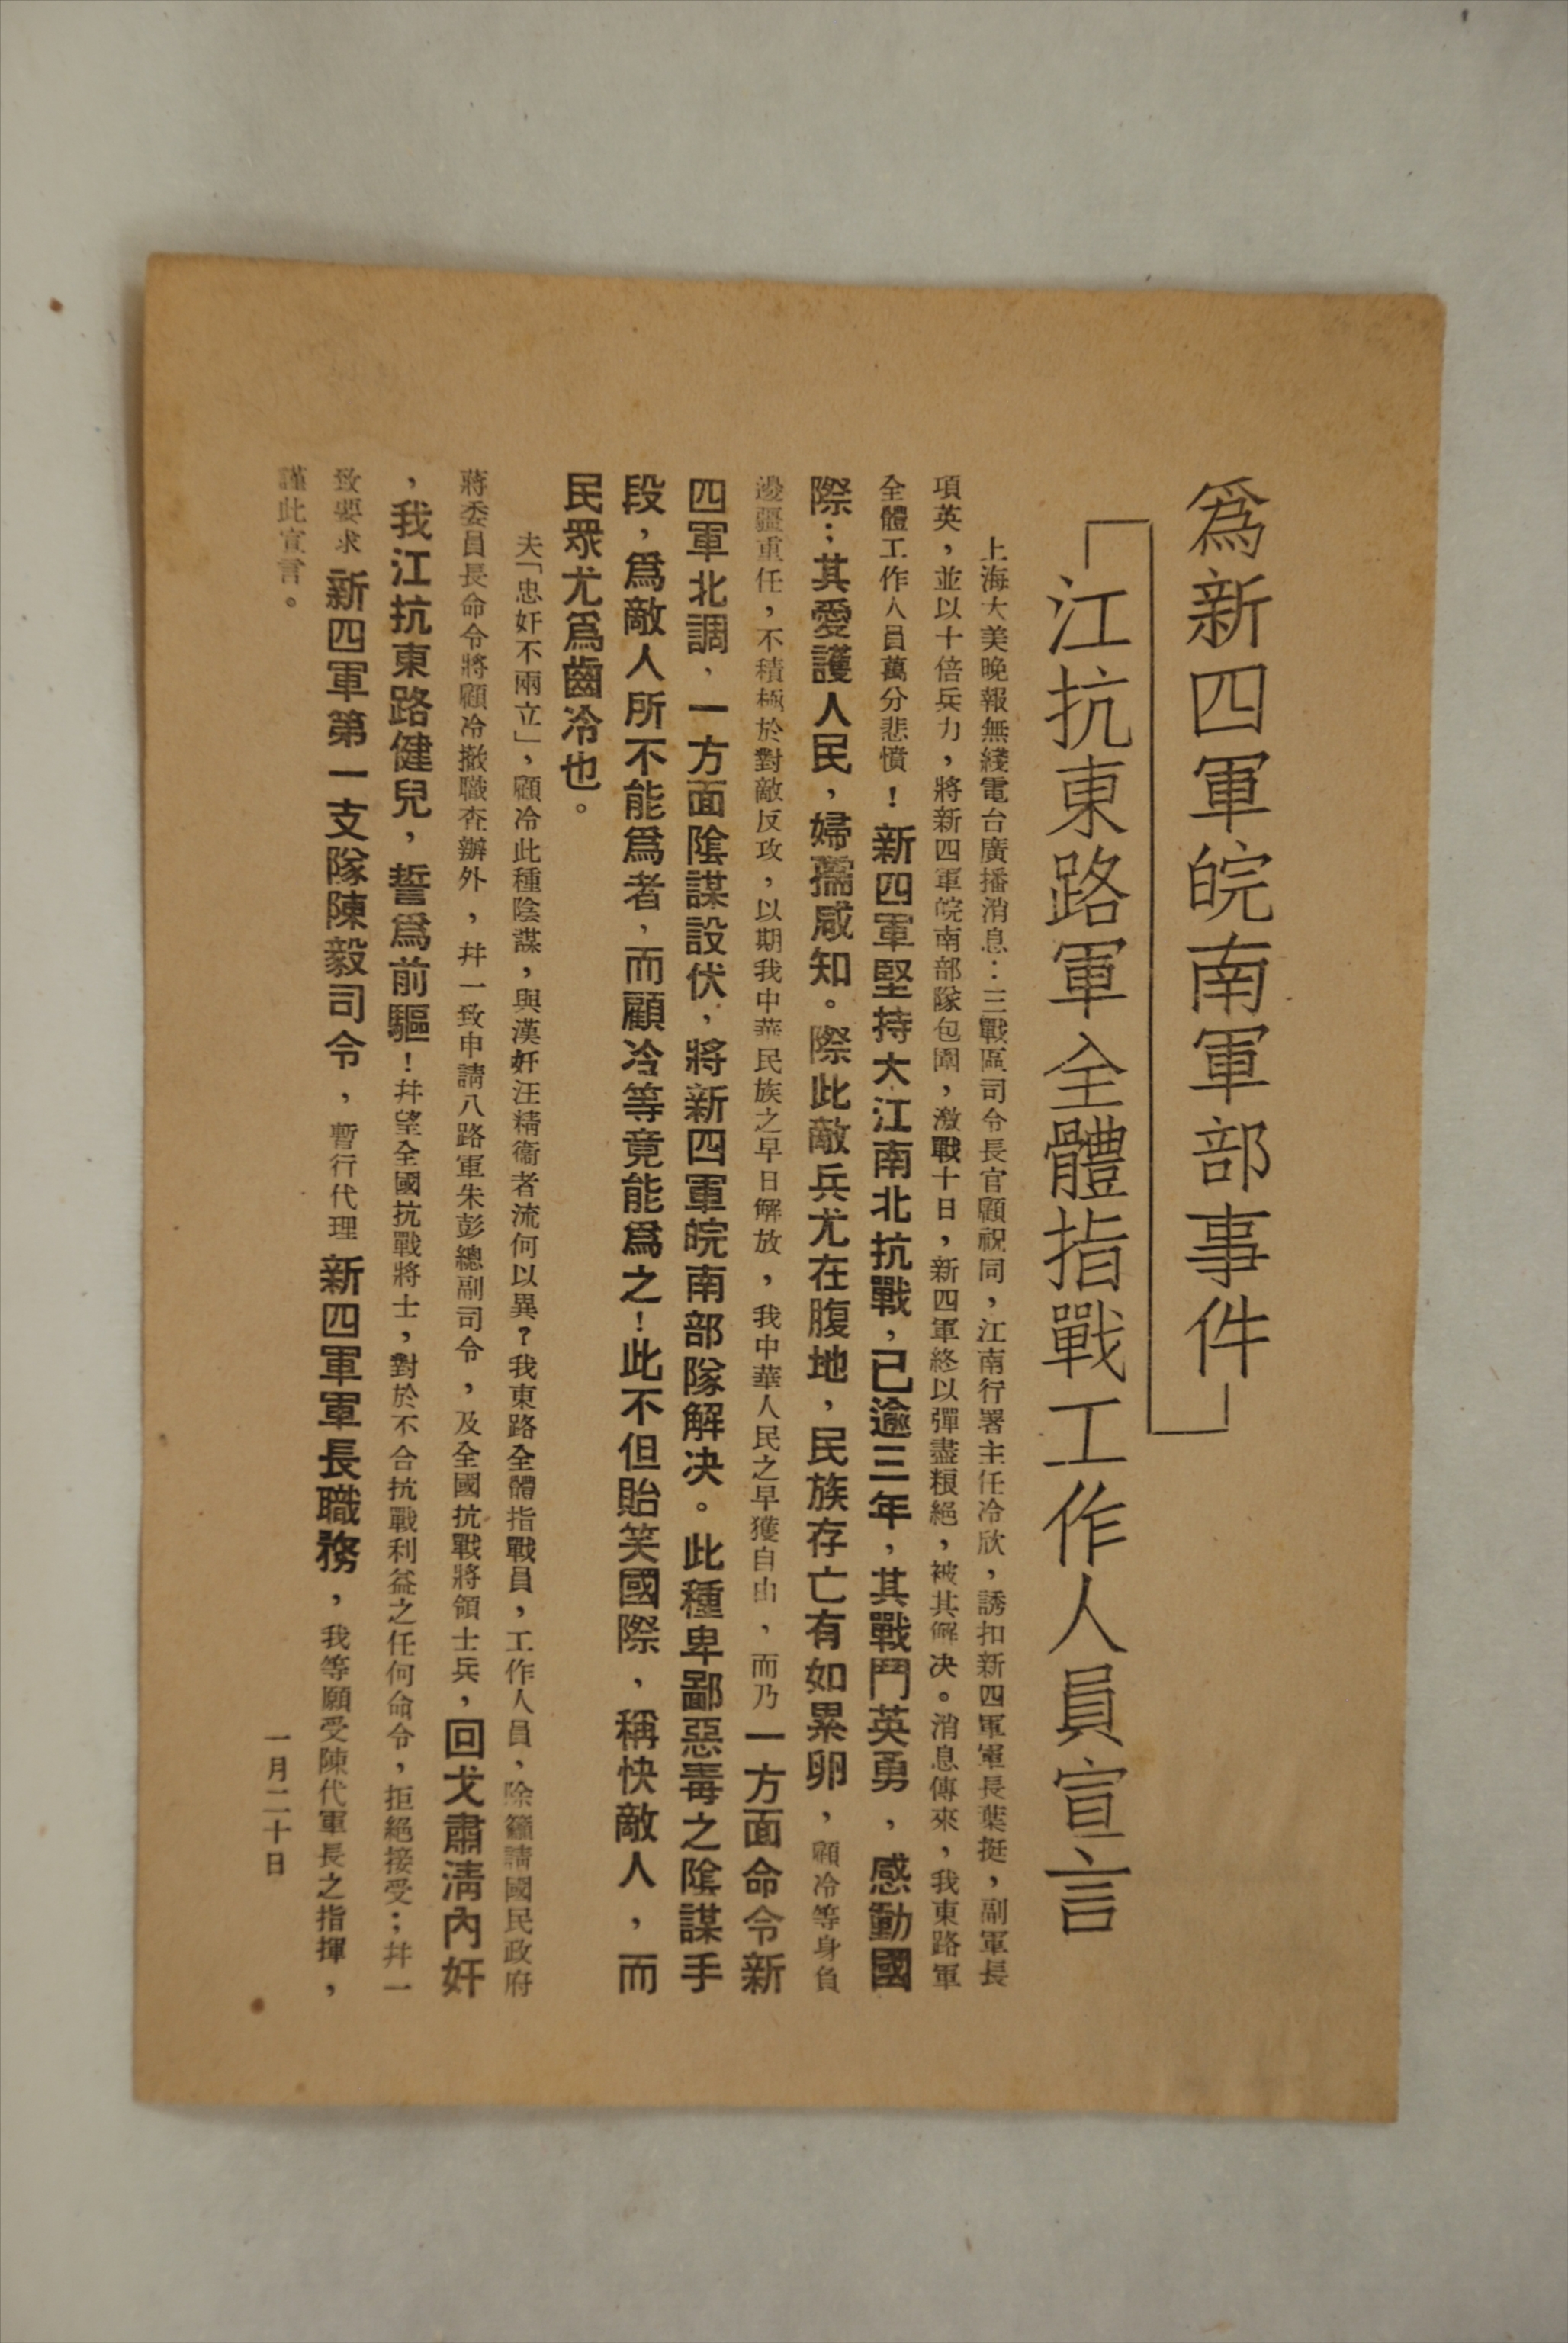 為新四軍皖南軍部事件
江抗東路軍全體指戰工作人員宣言
上海大美晚報無綫電台廣播消息：三戰區司令長官顧祝同，江南行署主任冷欣，誘扣新四軍軍長葉挺，副軍長
項英，並以十倍兵力，將新四軍皖南部隊包圍，激戰十日，新四軍終以彈盡粮絕，被其解决。消息傳來，我東路軍
全體工作人員萬分悲憤！新四軍堅持大江南北抗戰，已逾三年，其戰鬥英勇，感動國
際；其愛護人民，婦孺咸知。際此敵兵尤在腹地，民族存亡有如累卵，顧冷等身負
邊疆重任，不積極於對敵反攻，以期我中華民族之早日解放，我中華人民之早獲自由，而乃一方面命令新
四軍北調，一方面陰謀設伏，將新四軍皖南部隊解决。此種卑鄙惡毒之陰謀手
段，爲敵人所不能爲者，而顧冷等竟能爲之！此不但貽笑國際，稱快敵人，而
民眾尤爲齒冷也。
夫「忠奸不兩立」，顧冷此種陰謀，與漢奸汪精衛者流何以異？我東路全體指戰員，工作人員，除籲請國民政府
蔣委員長命令將顧冷撤職查辦外，幷一致申請八路軍朱彭總副司令，及全國抗戰將領士兵，回戈肅淸內奸
，我江抗東路健兒，誓爲前驅！幷望全國抗戰將士，對於不合抗戰利益之任何命令，拒絕接受；幷一
致要求新四軍第一支隊陳毅司令，暫行代理新四軍軍長職務，我等願受陳代軍長之指揮，
謹此宣言。
一月二十日